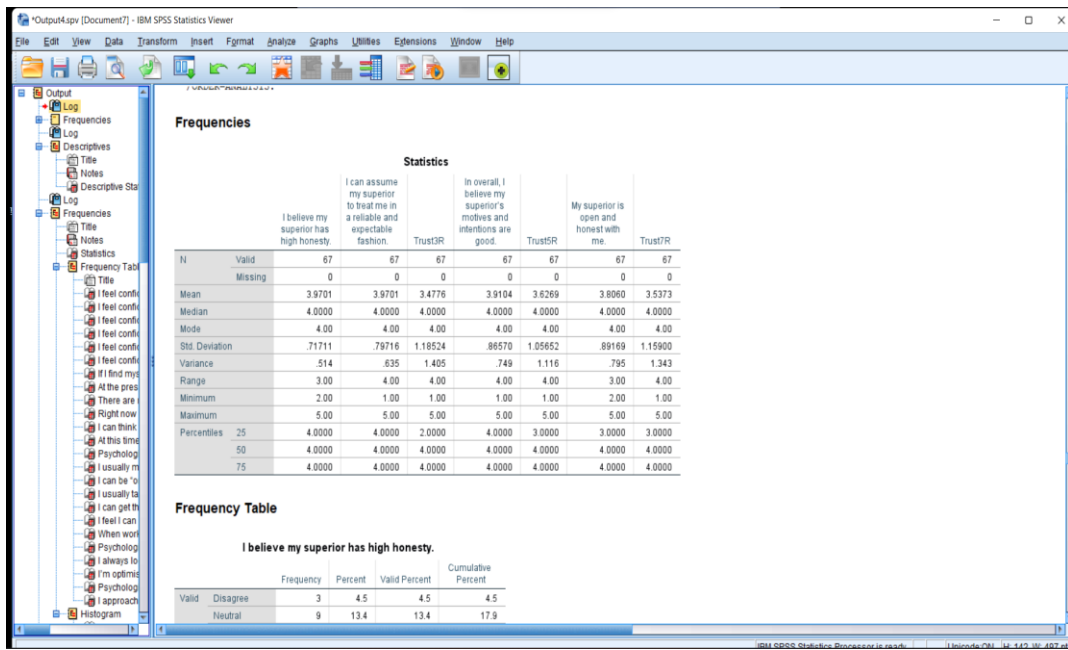 *Output4.spv [Document7] - IBM SPSS Statistics Viewer
File Edit View Data Transform Insert Format Analyze Graphs Utilities Extensions Window Help
Output
Log
Frequencies
Log
Descriptives
Title
Notes
Descriptive Sta
Log
Frequencies
Title
Notes
Statistics
Frequency Tabl
Title
I feel confi
I feel confi
I feel confi
I feel confi
I feel confi
I feel confi
If I find mys
At the pres
There are
Right now
I can think
At this time
Psycholog
I usually m
I can be "o
I usually ta
I can get th
I feel I can
When worl
Psycholog
I always lo
I'm optimis
Psycholog
I approach
Histogram
Frequencies
Statistics
I believe my superior has high honesty.
I can assume my superior to treat me in a reliable and expectable fashion.
Trust3R
In overall, I believe my superior's motives and intentions are good.
Trust5R
My superior is open and honest with me.
Trust7R
N Valid 67 67 67 67 67 67 67
Missing 0 0 0 0 0 0 0
Mean 3.9701 3.9701 3.4776 3.9104 3.6269 3.8060 3.5373
Median 4.0000 4.0000 4.0000 4.0000 4.0000 4.0000 4.0000
Mode 4.00 4.00 4.00 4.00 4.00 4.00 4.00
Std. Deviation .71711 .79716 1.18524 .86570 1.05652 .89169 1.15900
Variance .514 .635 1.405 .749 1.116 .795 1.343
Range 3.00 4.00 4.00 4.00 4.00 3.00 4.00
Minimum 2.00 1.00 1.00 1.00 1.00 2.00 1.00
Maximum 5.00 5.00 5.00 5.00 5.00 5.00 5.00
Percentiles 25 4.0000 4.0000 2.0000 4.0000 3.0000 3.0000 3.0000
50 4.0000 4.0000 4.0000 4.0000 4.0000 4.0000 4.0000
75 4.0000 4.0000 4.0000 4.0000 4.0000 4.0000 4.0000
Frequency Table
I believe my superior has high honesty.
Frequency Percent Valid Percent Cumulative Percent
Valid Disagree 3 4.5 4.5 4.5
Neutral 9 13.4 13.4 17.9
IBM SPSS Statistics Processor is ready Unicode:ON H: 142, W: 497 pt